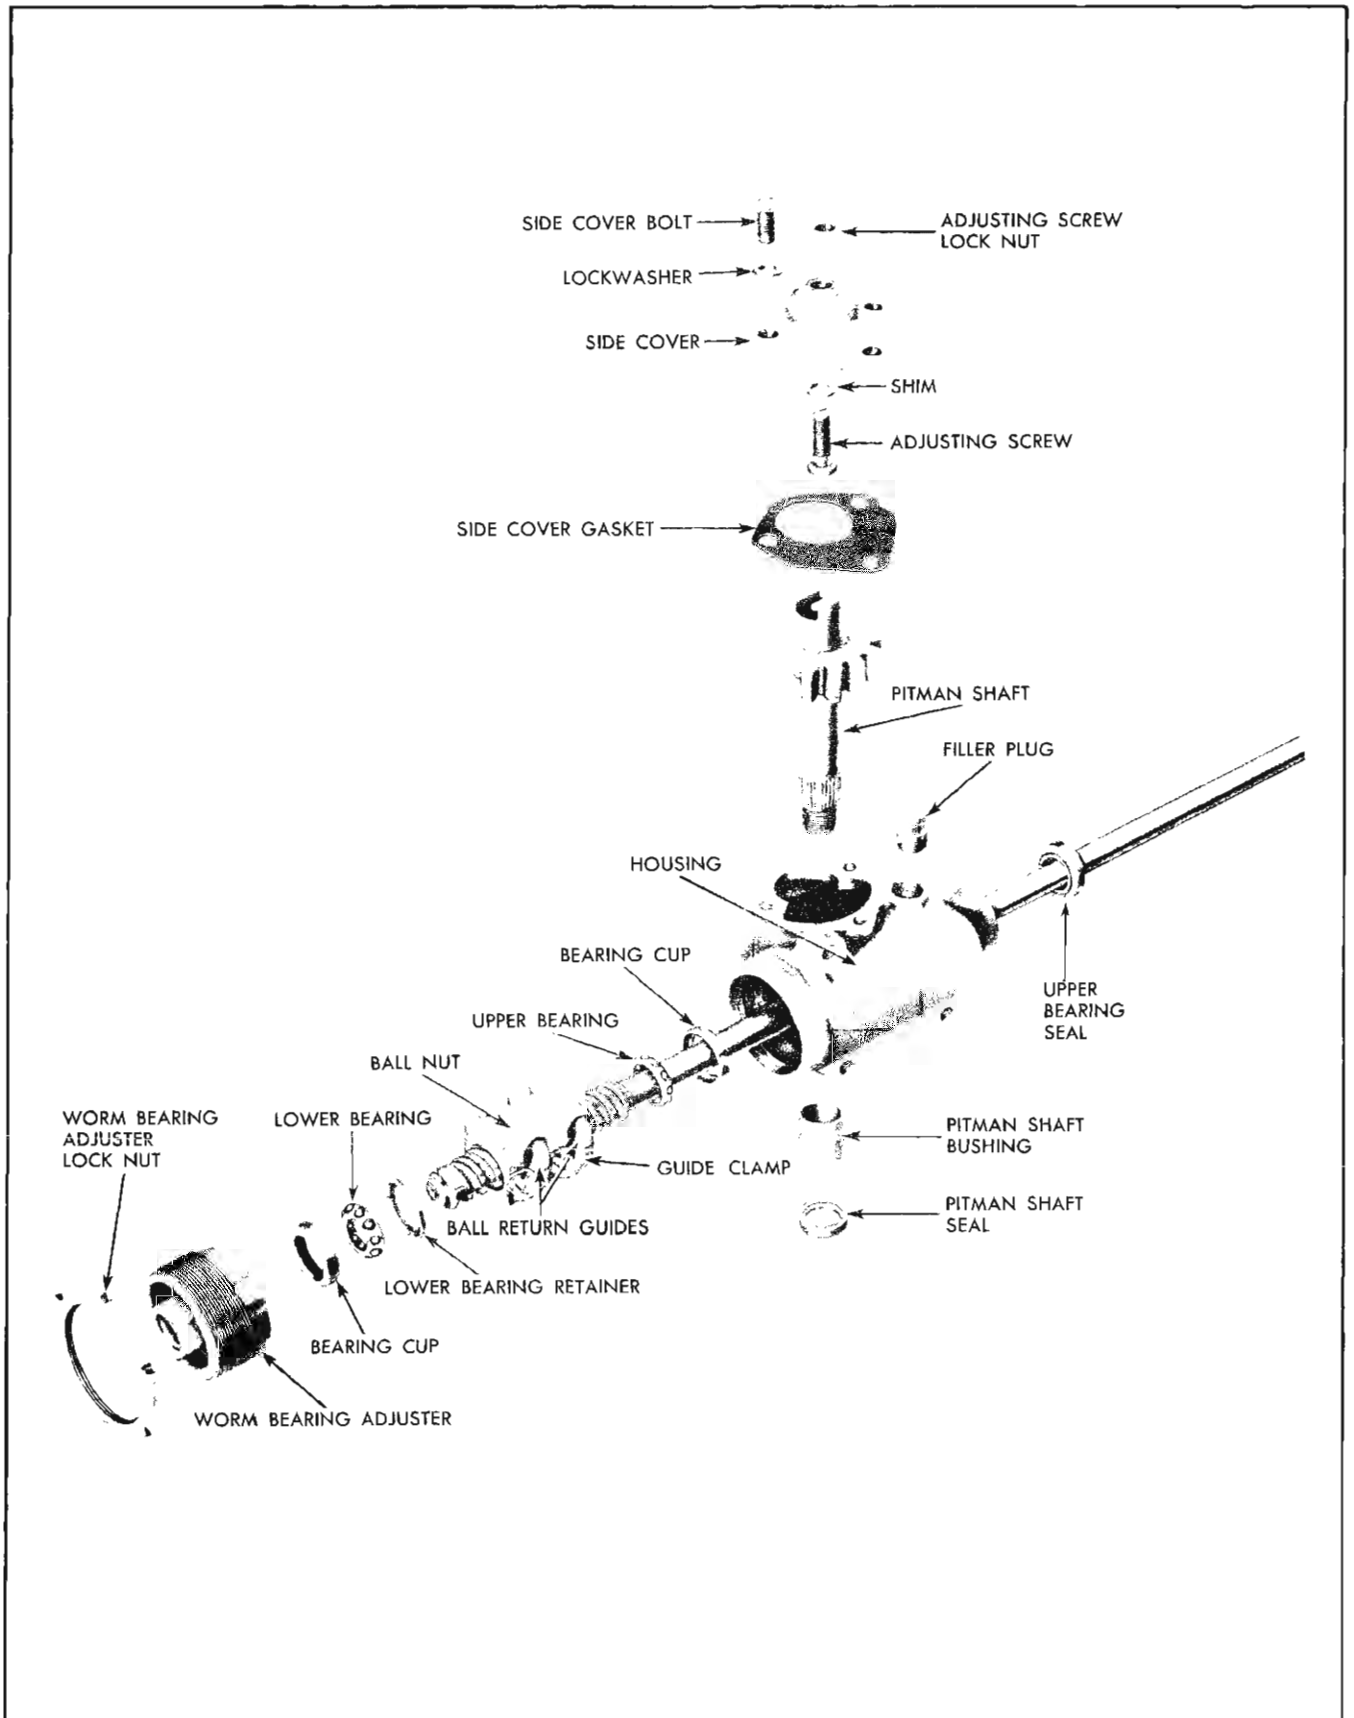 SIDE COVER BOLT
ADJUSTING SCREW
LOCK NUT
LOCKWASHER
SIDE COVER
SHIM
ADJUSTING SCREW
SIDE COVER GASKET
PITMAN SHAFT
FILLER PLUG
HOUSING
BEARING CUP
UPPER
BEARING
SEAL
UPPER BEARING
BALL NUT
WORM BEARING
ADJUSTER
LOCK NUT
LOWER BEARING
PITMAN SHAFT
BUSHING
GUIDE CLAMP
PITMAN SHAFT
SEAL
BALL RETURN GUIDES
LOWER BEARING RETAINER
BEARING CUP
WORM BEARING ADJUSTER